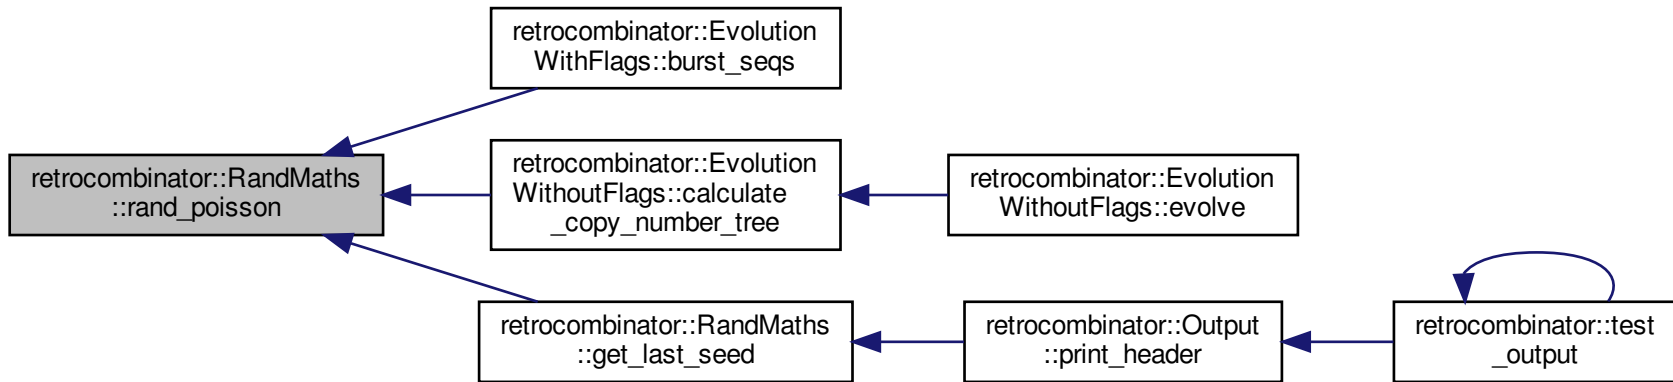 retrocombinator::Evolution
WithFlags::burst_seqs
retrocombinator::RandMaths
::rand_poisson
retrocombinator::Evolution
WithoutFlags::calculate
_copy_number_tree
retrocombinator::Evolution
WithoutFlags::evolve
retrocombinator::RandMaths
::get_last_seed
retrocombinator::Output
::print_header
retrocombinator::test
_output